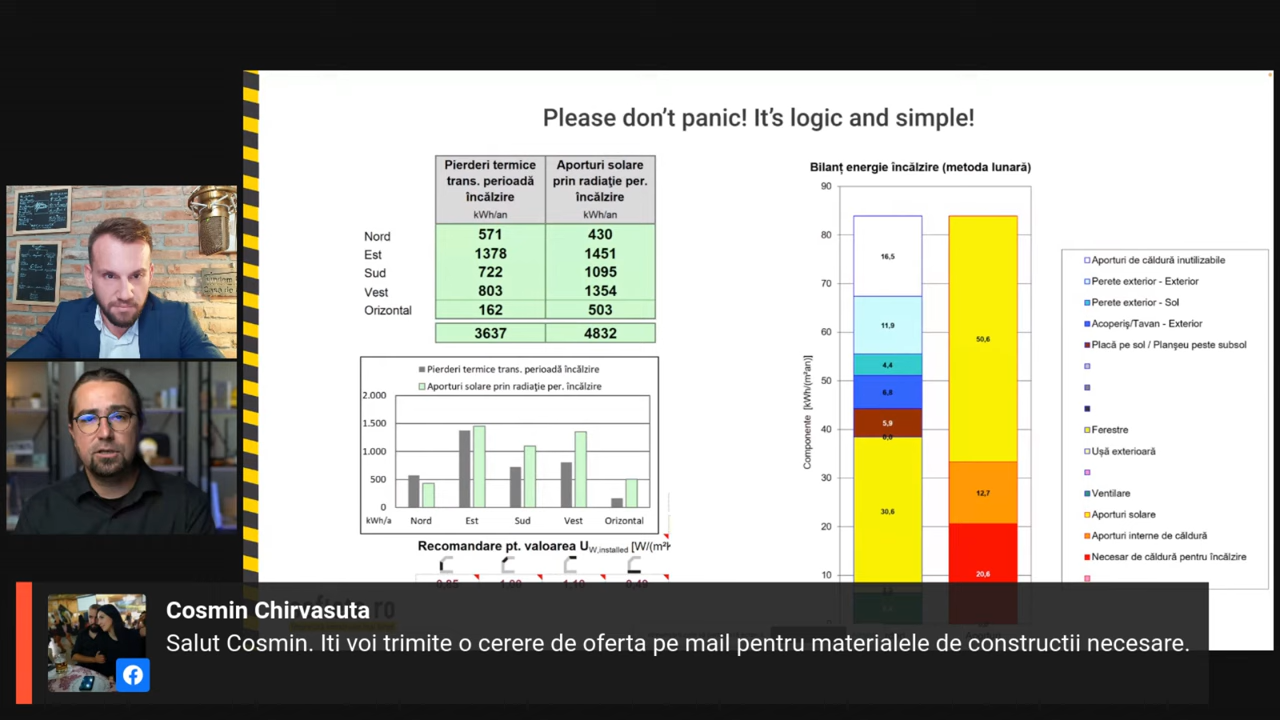 Please don't panic! It's logic and simple!
Pierderi termice
trans. perioadă
încălzire
kWh/an
Aporturi solare
prin radiație per.
încălzire
kWh/an
Nord 571 430
Est 1378 1451
Sud 722 1095
Vest 803 1354
Orizontal 162 503
3637 4832
Pierderi termice trans. perioadă încălzire
Aporturi solare prin radiație per. încălzire
2.000
1.500
1.000
500
0
kWh/a Nord Est Sud Vest Orizontal
Recomandare pt. valoarea U W,installed
Bilanț energie încălzire (metoda lunară)
Componente [kWh/(m²an)]
90
80
70
60
50
40
30
20
10
16,5
11,9
4,4
6,8
5,9
0,0
30,6
50,6
12,7
20,6
Aporturi de căldură inutilizabile
Perete exterior - Exterior
Perete exterior - Sol
Acoperiș/Tavan - Exterior
Placă pe sol / Planșeu peste subsol
Ferestre
Ușă exterioară
Ventilare
Aporturi solare
Aporturi interne de căldură
Necesar de căldură pentru încălzire
Cosmin Chirvasuta
Salut Cosmin. Iti voi trimite o cerere de oferta pe mail pentru materialele de constructii necesare.